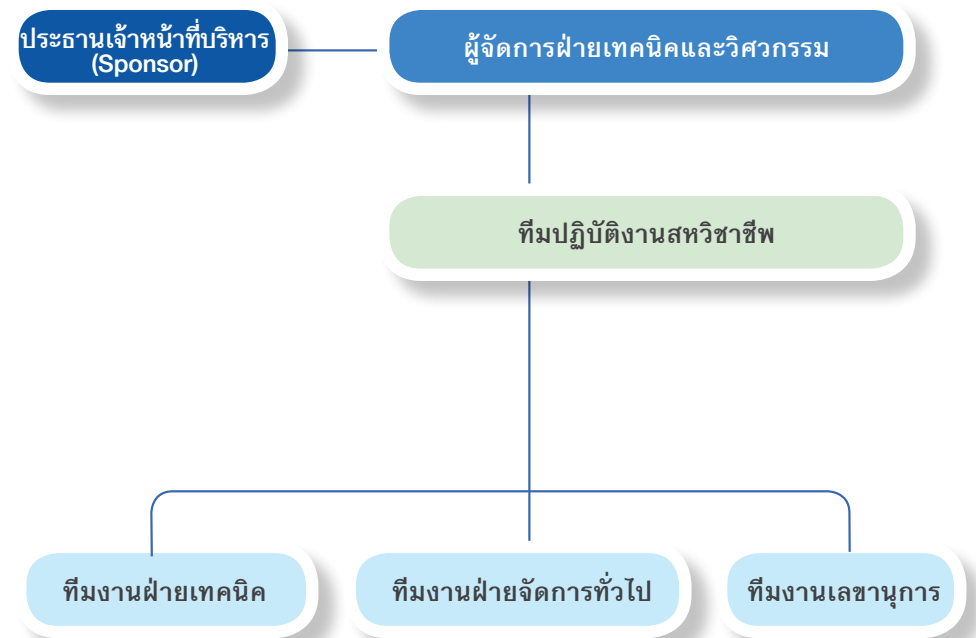 ประธานเจ้าหน้าที่บริหาร
(Sponsor)
ผู้จัดการฝ่ายเทคนิคและวิศวกรรม
ทีมปฏิบัติงานสหวิชาชีพ
ทีมงานฝ่ายเทคนิค
ทีมงานฝ่ายจัดการทั่วไป
ทีมงานเลขานุการ